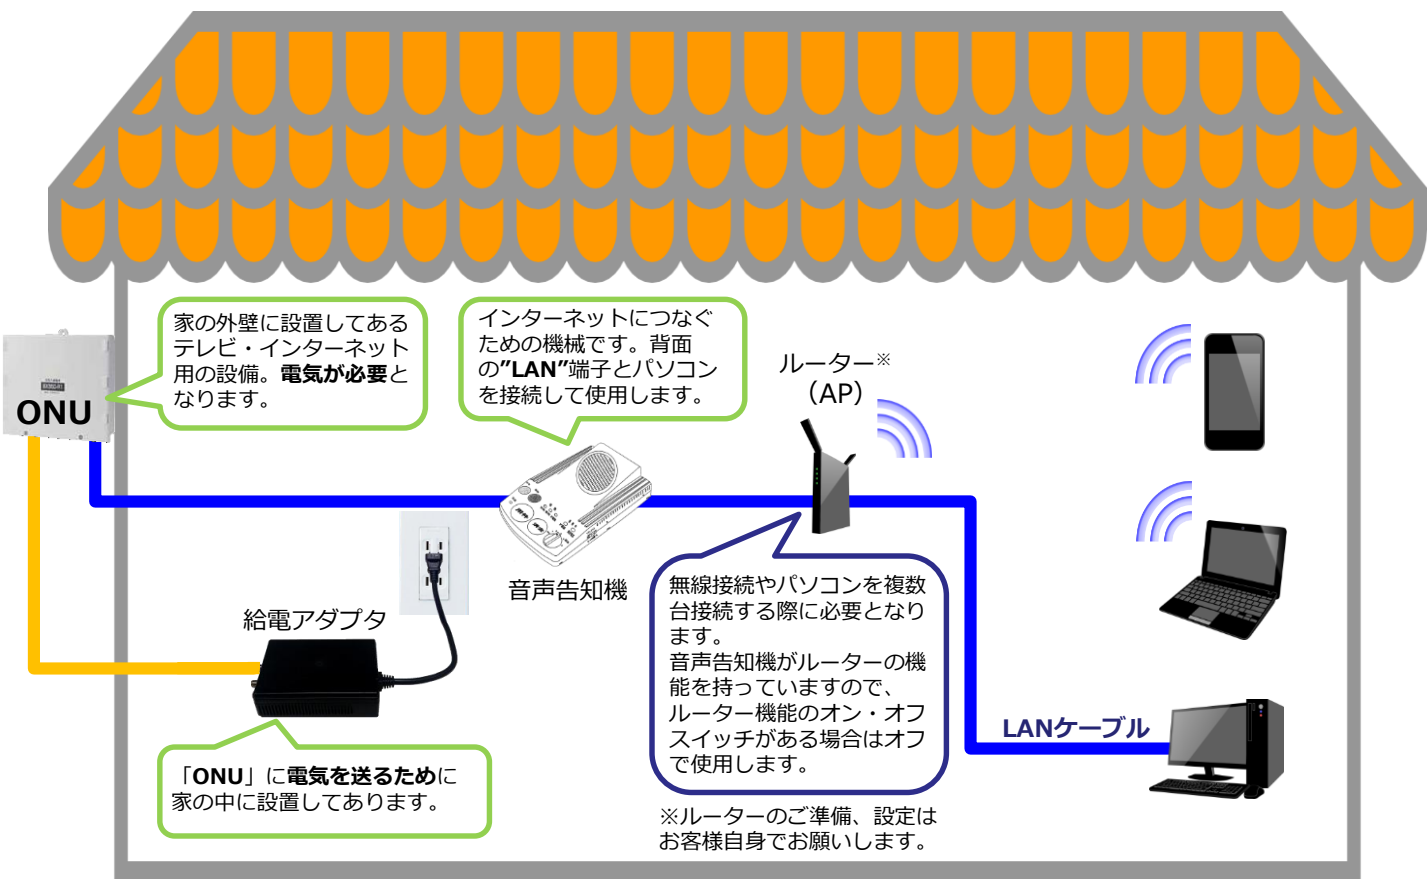 家の外壁に設置してある
テレビ・インターネット
用の設備。電気が必要と
なります。
ONU
インターネットにつなぐ
ための機械です。背面
の”LAN”端子とパソコン
を接続して使用します。
ルーター※
（AP）
音声告知機
給電アダプタ
無線接続やパソコンを複数
台接続する際に必要となり
ます。
音声告知機がルーターの機
能を持っていますので、
ルーター機能のオン・オフ
スイッチがある場合はオフ
で使用します。
LANケーブル
「ONU」に電気を送るために
家の中に設置してあります。
※ルーターのご準備、設定は
お客様自身でお願いします。